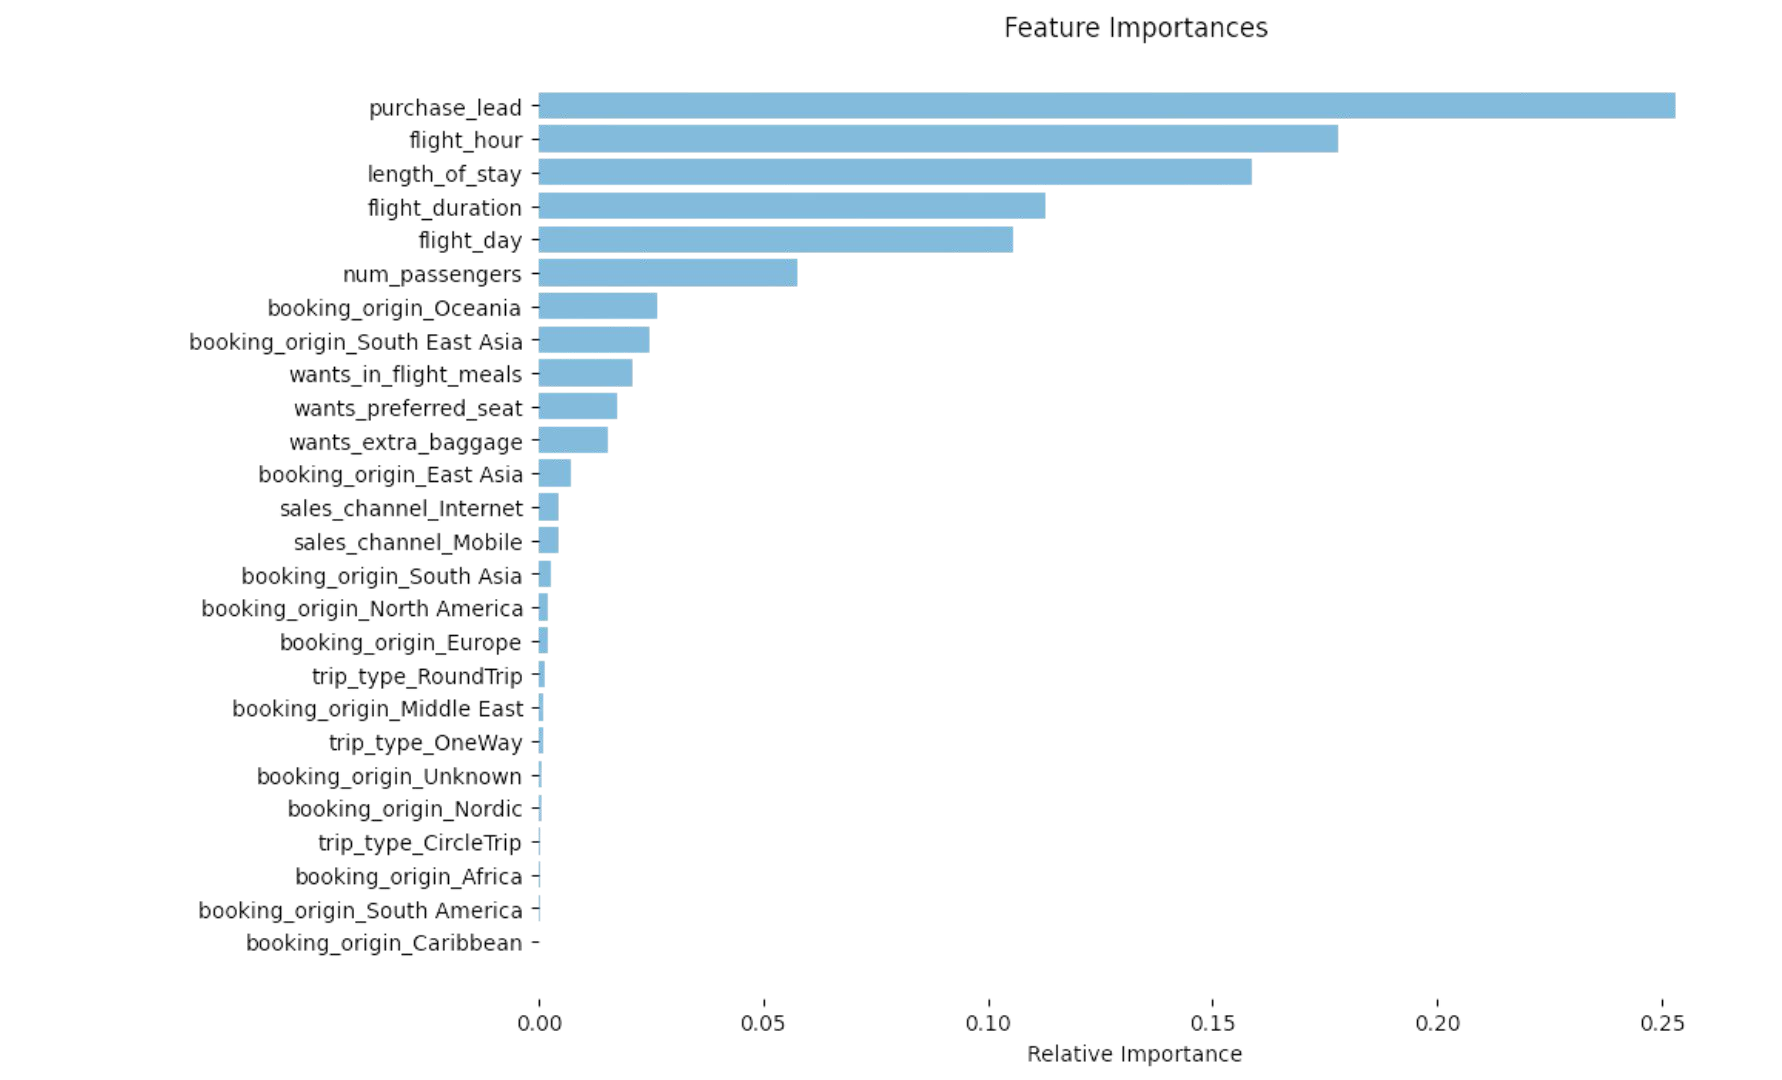 Feature Importances
purchase_lead
flight_hour
length_of_stay
flight_duration
flight_day
num_passengers
booking_origin_Oceania
booking_origin_South East Asia
wants_in_flight_meals
wants_preferred_seat
wants_extra_baggage
booking_origin_East Asia
sales_channel_Internet
sales_channel_Mobile
booking_origin_South Asia
booking_origin_North America
booking_origin_Europe
trip_type_RoundTrip
booking_origin_Middle East
trip_type_OneWay
booking_origin_Unknown
booking_origin_Nordic
trip_type_CircleTrip
booking_origin_Africa
booking_origin_South America
booking_origin_Caribbean
0.00 0.05 0.10 0.15 0.20 0.25
Relative Importance